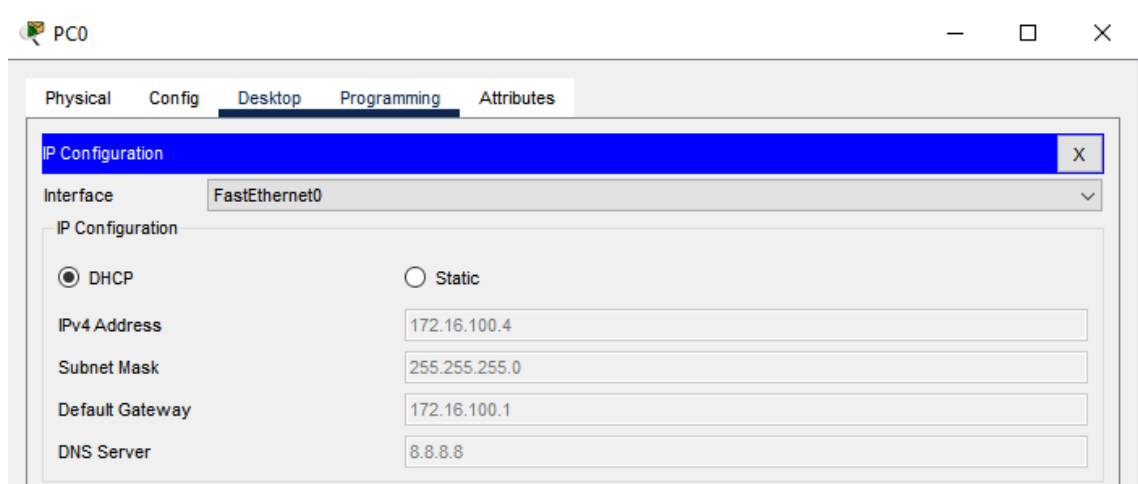 PC0
Physical Config Desktop Programming Attributes
IP Configuration X
Interface FastEthernet0
IP Configuration
DHCP Static
IPv4 Address 172.16.100.4
Subnet Mask 255.255.255.0
Default Gateway 172.16.100.1
DNS Server 8.8.8.8